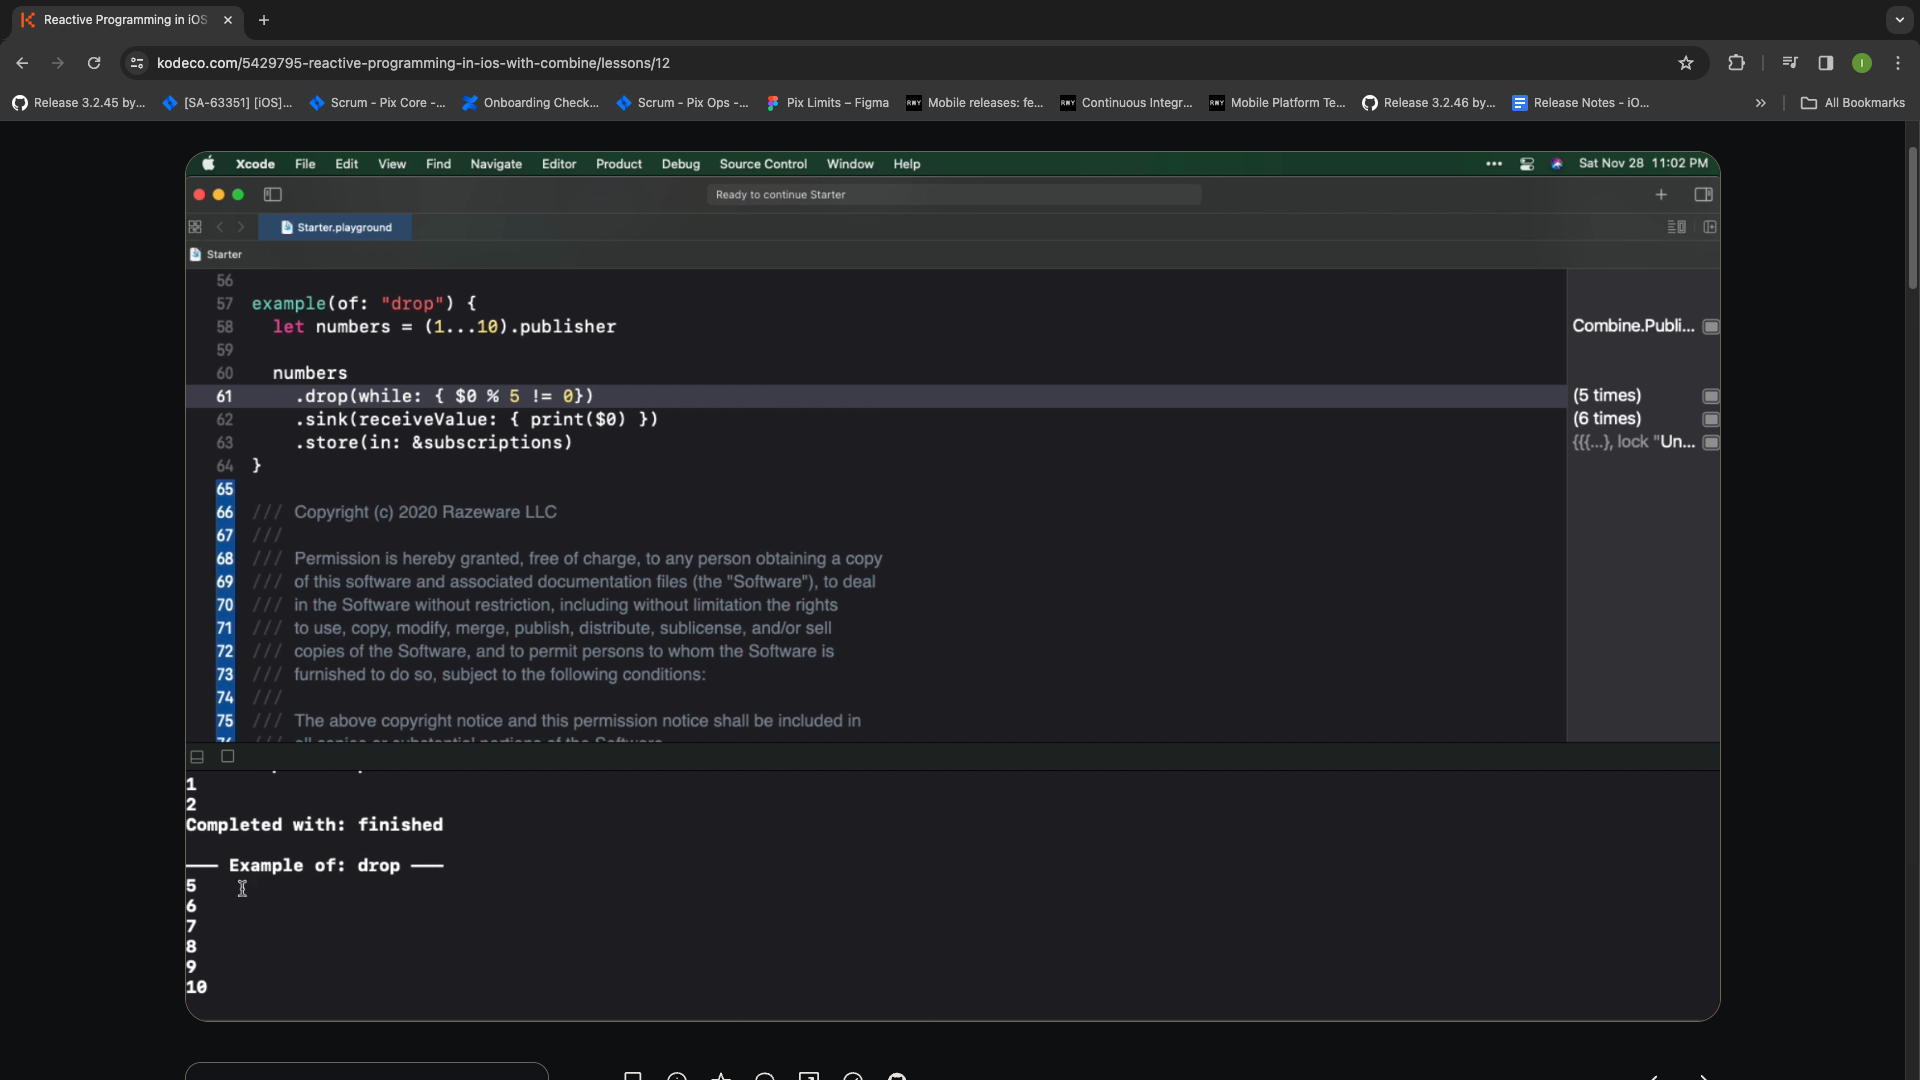 Reactive Programming in iOS
kodeco.com/5429795-reactive-programming-in-ios-with-combine/lessons/12
I
Release 3.2.45 by...
[SA-63351] [iOS]...
Scrum - Pix Core -...
Onboarding Check...
Scrum - Pix Ops -...
Pix Limits – Figma
Mobile releases: fe...
Continuous Integr...
Mobile Platform Te...
Release 3.2.46 by...
Release Notes - iO...
»
All Bookmarks
Xcode File Edit View Find Navigate Editor Product Debug Source Control Window Help
Sat Nov 28 11:02 PM
Ready to continue Starter
Starter.playground
Starter
56
57 example(of: "drop") {
58 let numbers = (1...10).publisher
Combine.Publi...
59
60 numbers
61 .drop(while: { $0 % 5 != 0})
(5 times)
62 .sink(receiveValue: { print($0) })
(6 times)
63 .store(in: &subscriptions)
{{{...}, lock "Un...
64 }
65
66 /// Copyright (c) 2020 Razeware LLC
67 ///
68 /// Permission is hereby granted, free of charge, to any person obtaining a copy
69 /// of this software and associated documentation files (the "Software"), to deal
70 /// in the Software without restriction, including without limitation the rights
71 /// to use, copy, modify, merge, publish, distribute, sublicense, and/or sell
72 /// copies of the Software, and to permit persons to whom the Software is
73 /// furnished to do so, subject to the following conditions:
74 ///
75 /// The above copyright notice and this permission notice shall be included in
1
2
Completed with: finished
—— Example of: drop ——
5
6
7
8
9
10